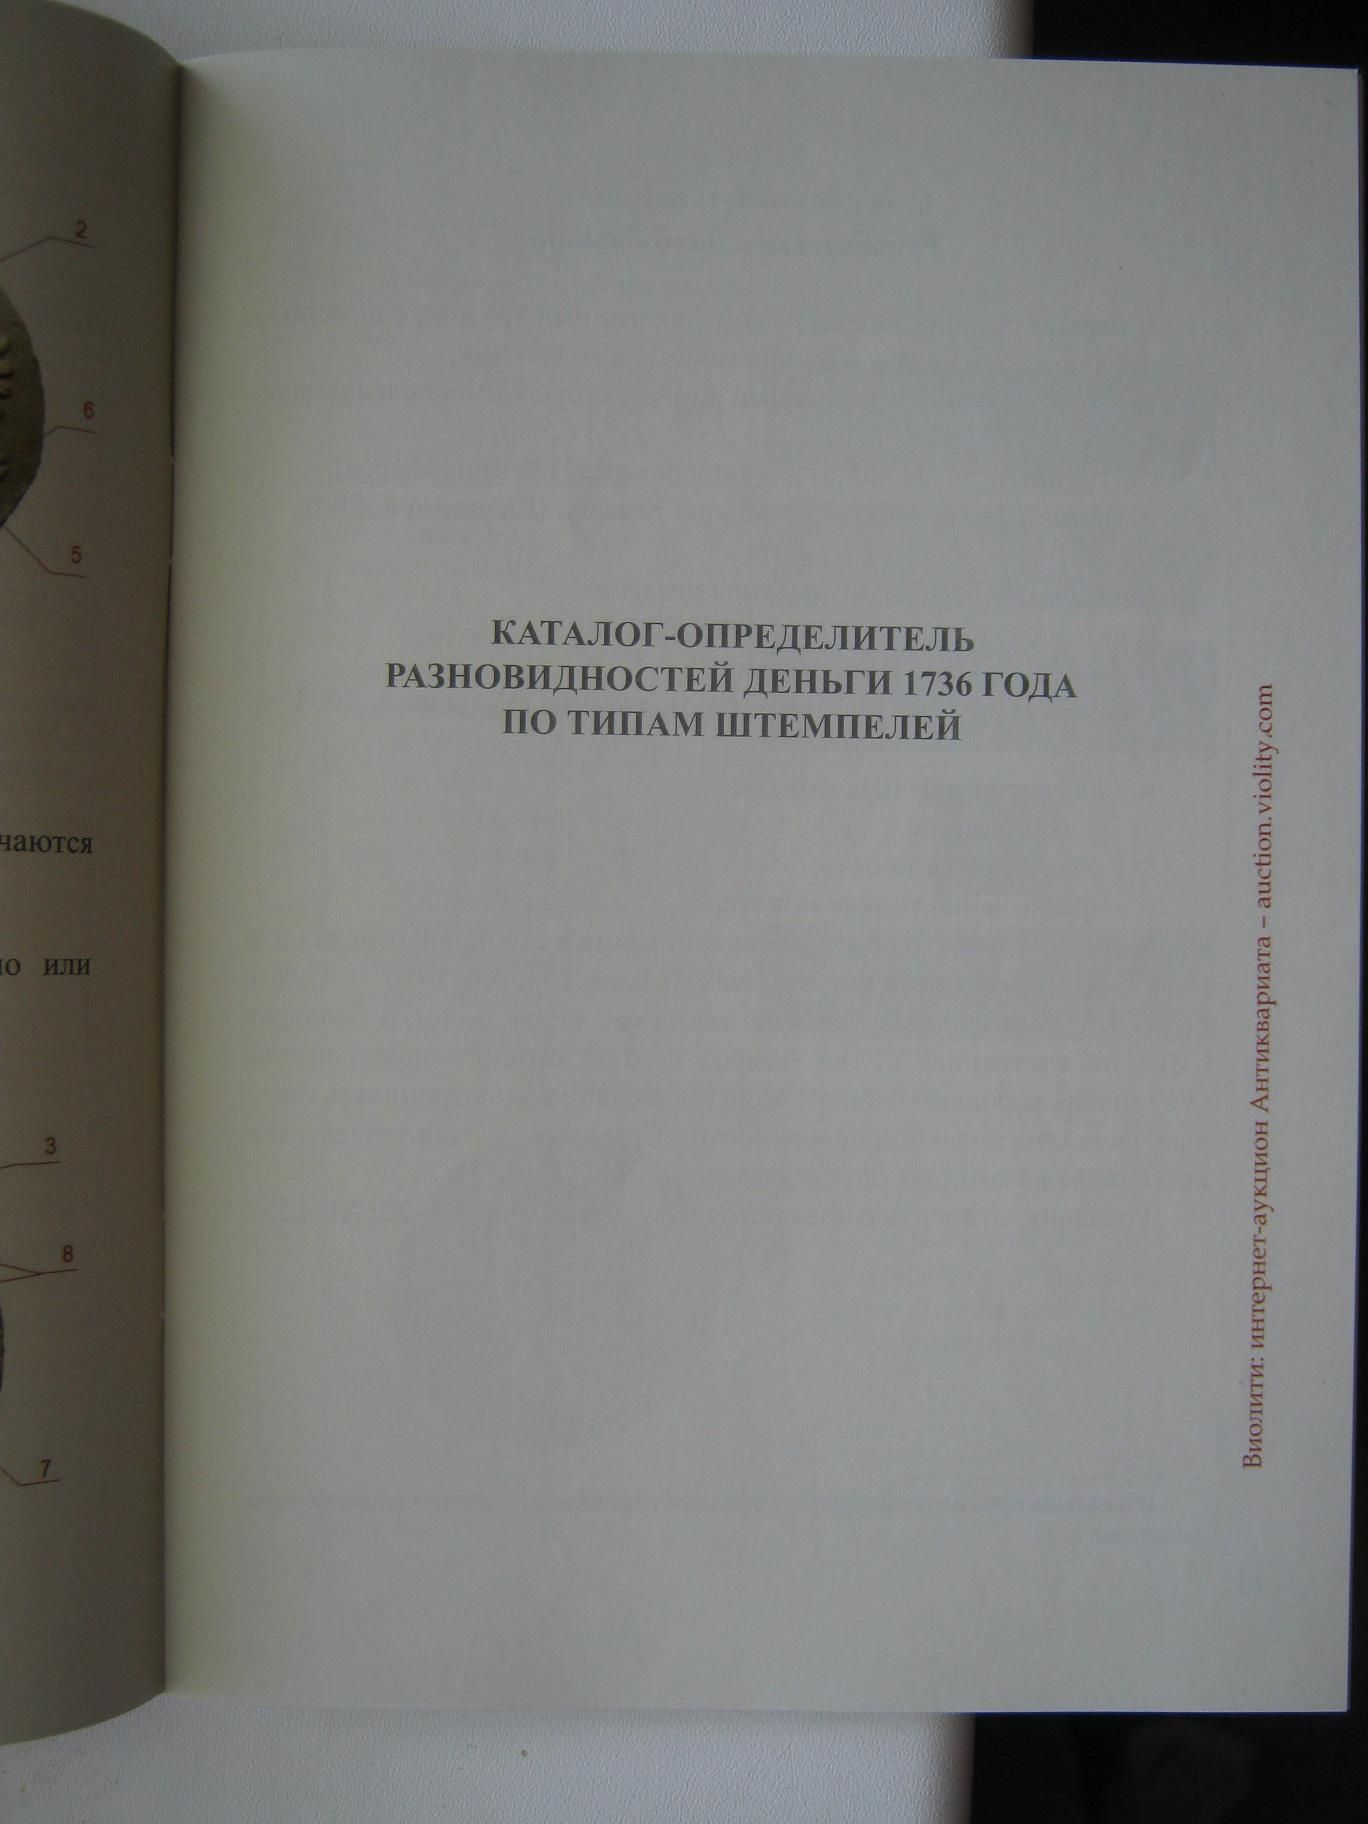 2
6
5
чаются
но или
3
8
7
КАТАЛОГ-ОПРЕДЕЛИТЕЛЬ
РАЗНОВИДНОСТЕЙ ДЕНЬГИ 1736 ГОДА
ПО ТИПАМ ШТЕМПЕЛЕЙ
Виолити: интернет-аукцион Антиквариата – auction.violity.com